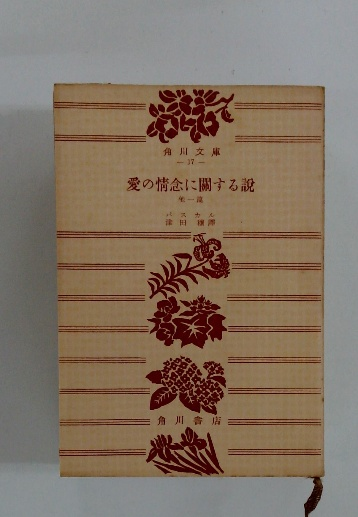 角川文庫
— 17 —
愛の情念に關する說
他一篇
パスカル
津田穰譯
角川書店